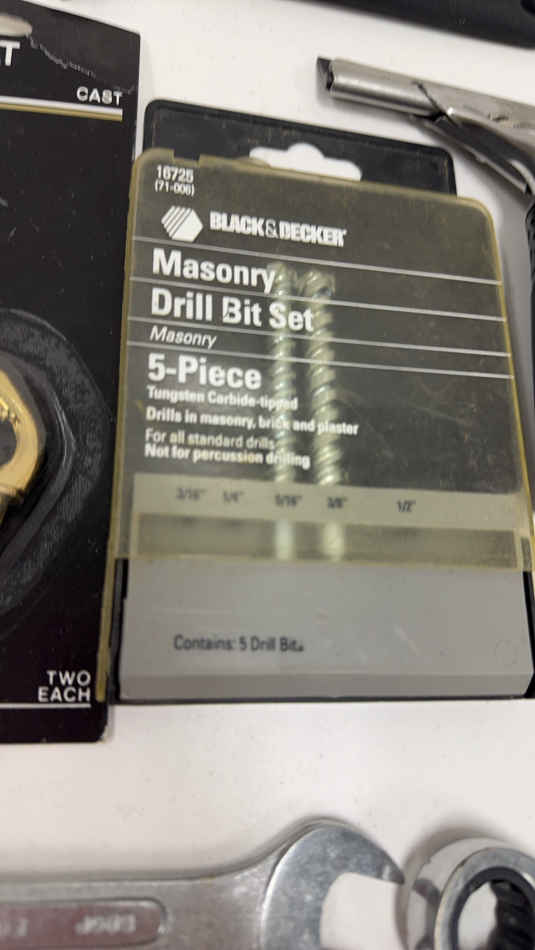 T
CAST
16725
(71-006)
BLACK&DECKER
Masonry
Drill Bit Set
Masonry
5-Piece
Tungsten Carbide-tipped
Drills in masonry, brick and plaster
For all standard drills
Not for percussion drilling
3/16" 1/4" 5/16" 3/8" 1/2"
Contains: 5 Drill Bits
TWO
EACH